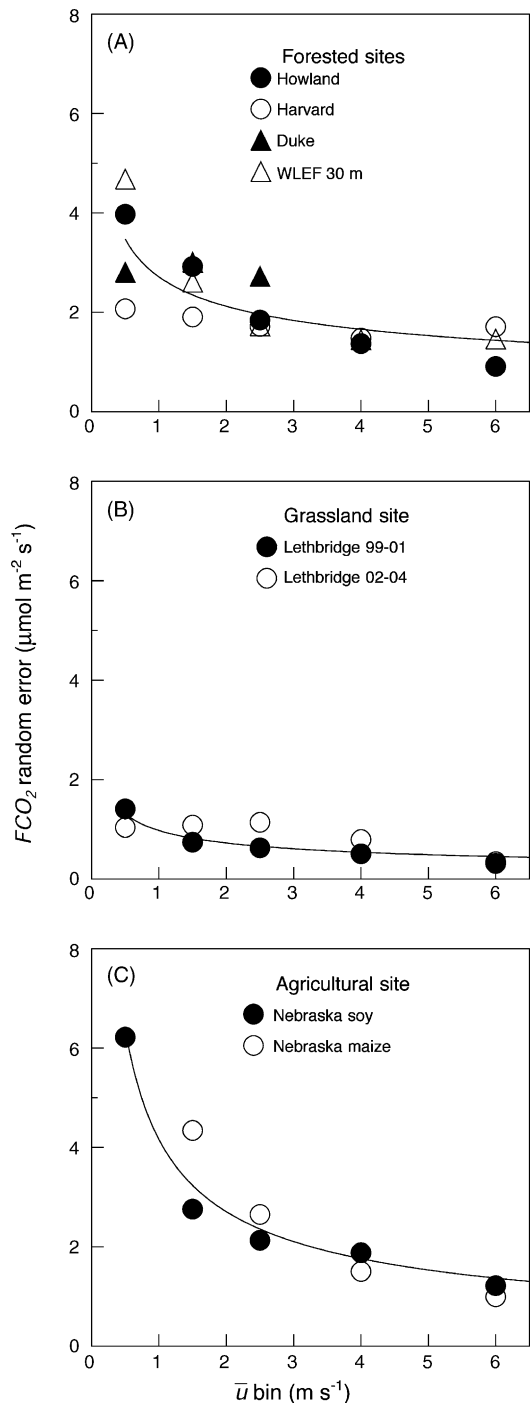 (A)
Forested sites
Howland
Harvard
Duke
WLEF 30 m
8
6
4
2
0
0 1 2 3 4 5 6
(B)
Grassland site
Lethbridge 99-01
Lethbridge 02-04
8
6
4
2
0
0 1 2 3 4 5 6
FCO₂ random error (μmol m⁻² s⁻¹)
(C)
Agricultural site
Nebraska soy
Nebraska maize
8
6
4
2
0
0 1 2 3 4 5 6
u̅ bin (m s⁻¹)